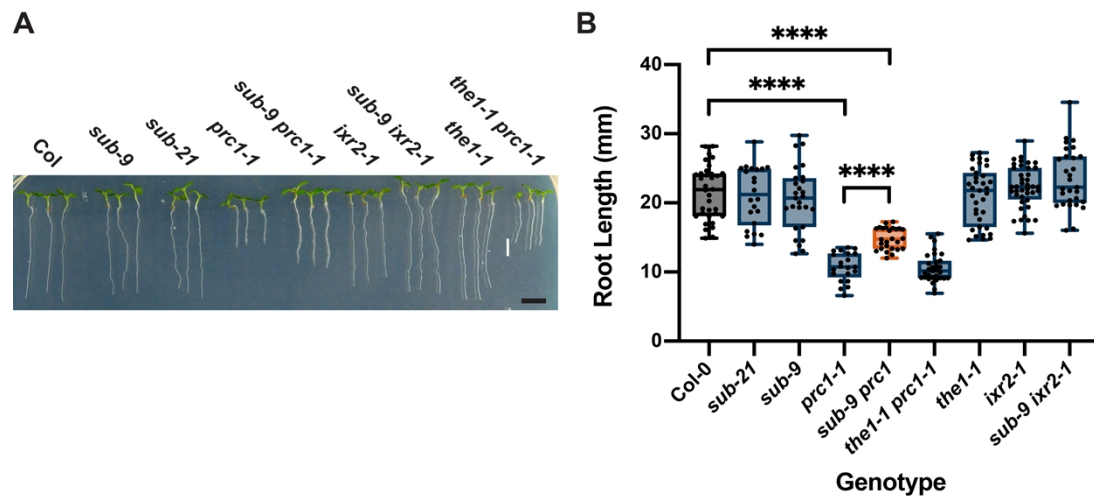 A
Col
sub-9
sub-21
prc1-1
sub-9 prc1-1
ixr2-1
sub-9 ixr2-1
the1-1
the1-1 prc1-1
B
****
****
****
40
30
20
10
0
Root Length (mm)
Col-0
sub-21
sub-9
prc1-1
sub-9 prc1
the1-1 prc1-1
the1-1
ixr2-1
sub-9 ixr2-1
Genotype